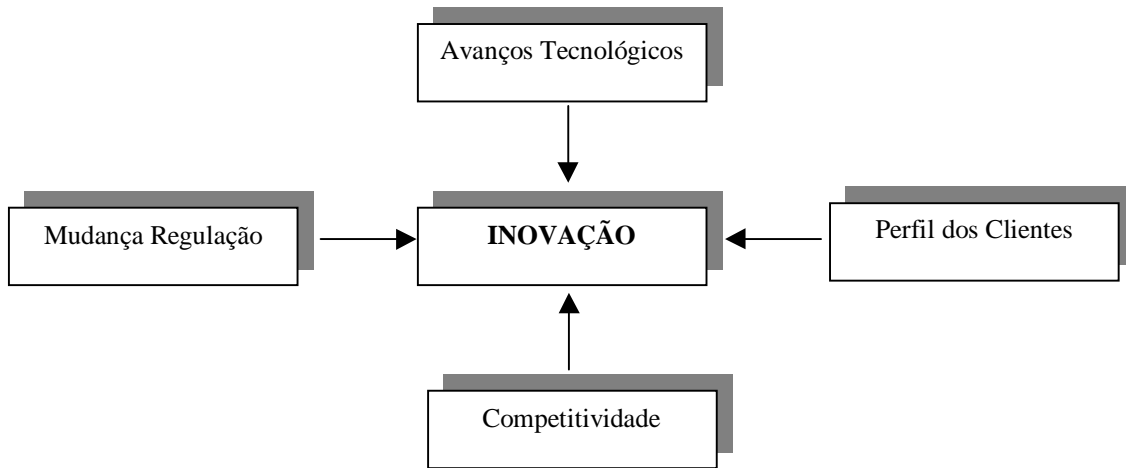 Avanços Tecnológicos
Mudança Regulação
INOVAÇÃO
Perfil dos Clientes
Competitividade